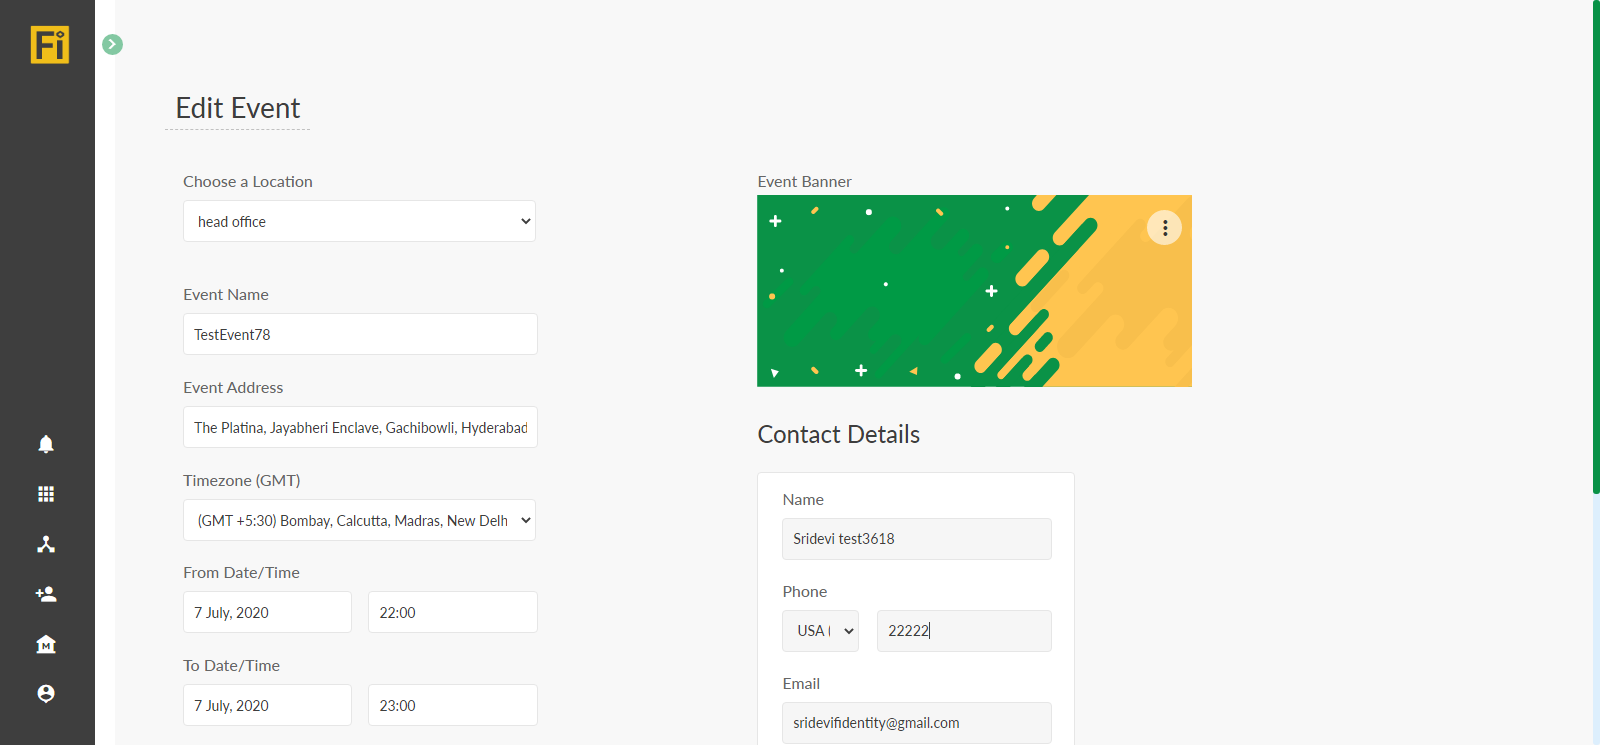 Fi
Edit Event
Choose a Location
head office
Event Name
TestEvent78
Event Address
The Platina, Jayabheri Enclave, Gachibowli, Hyderabad
Timezone (GMT)
(GMT +5:30) Bombay, Calcutta, Madras, New Delh
From Date/Time
7 July, 2020 22:00
To Date/Time
7 July, 2020 23:00
Event Banner
Contact Details
Name
Sridevi test3618
Phone
USA ( 22222
Email
sridevifidentity@gmail.com
M